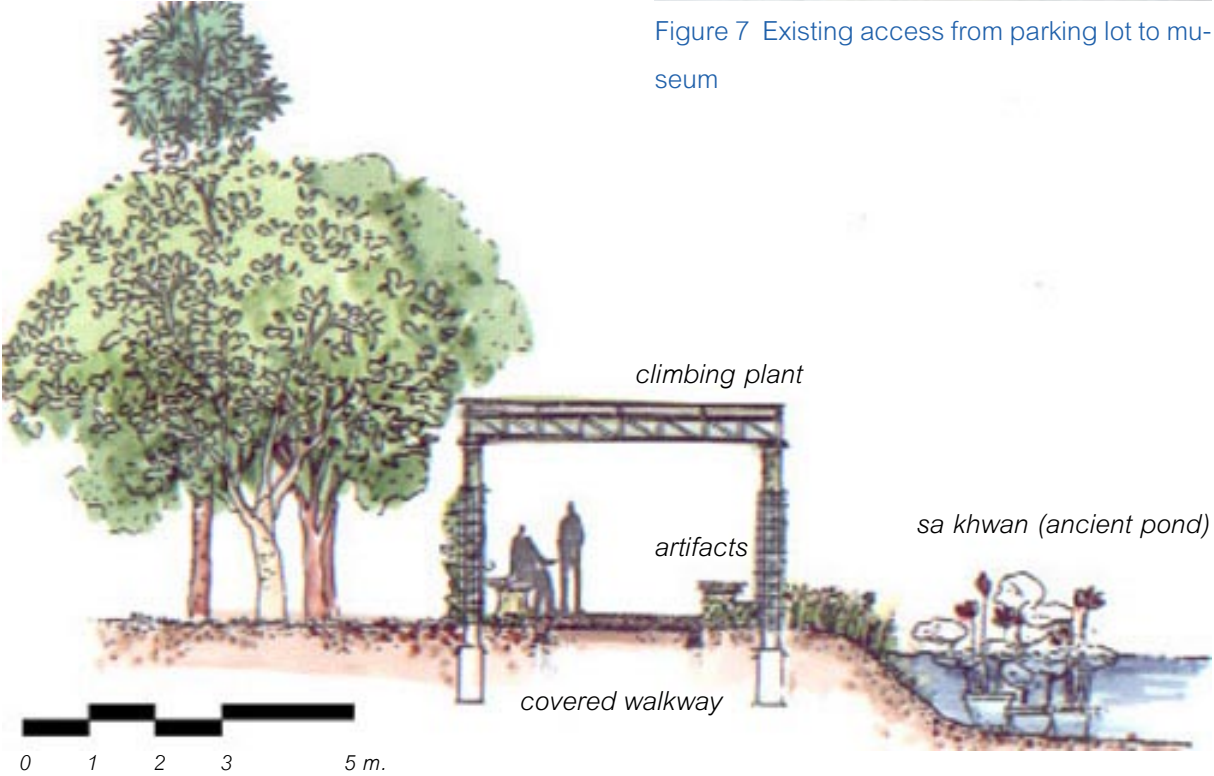 Figure 7  Existing access from parking lot to mu-
seum
climbing plant
sa khwan (ancient pond)
artifacts
covered walkway
0 1 2 3 5 m.